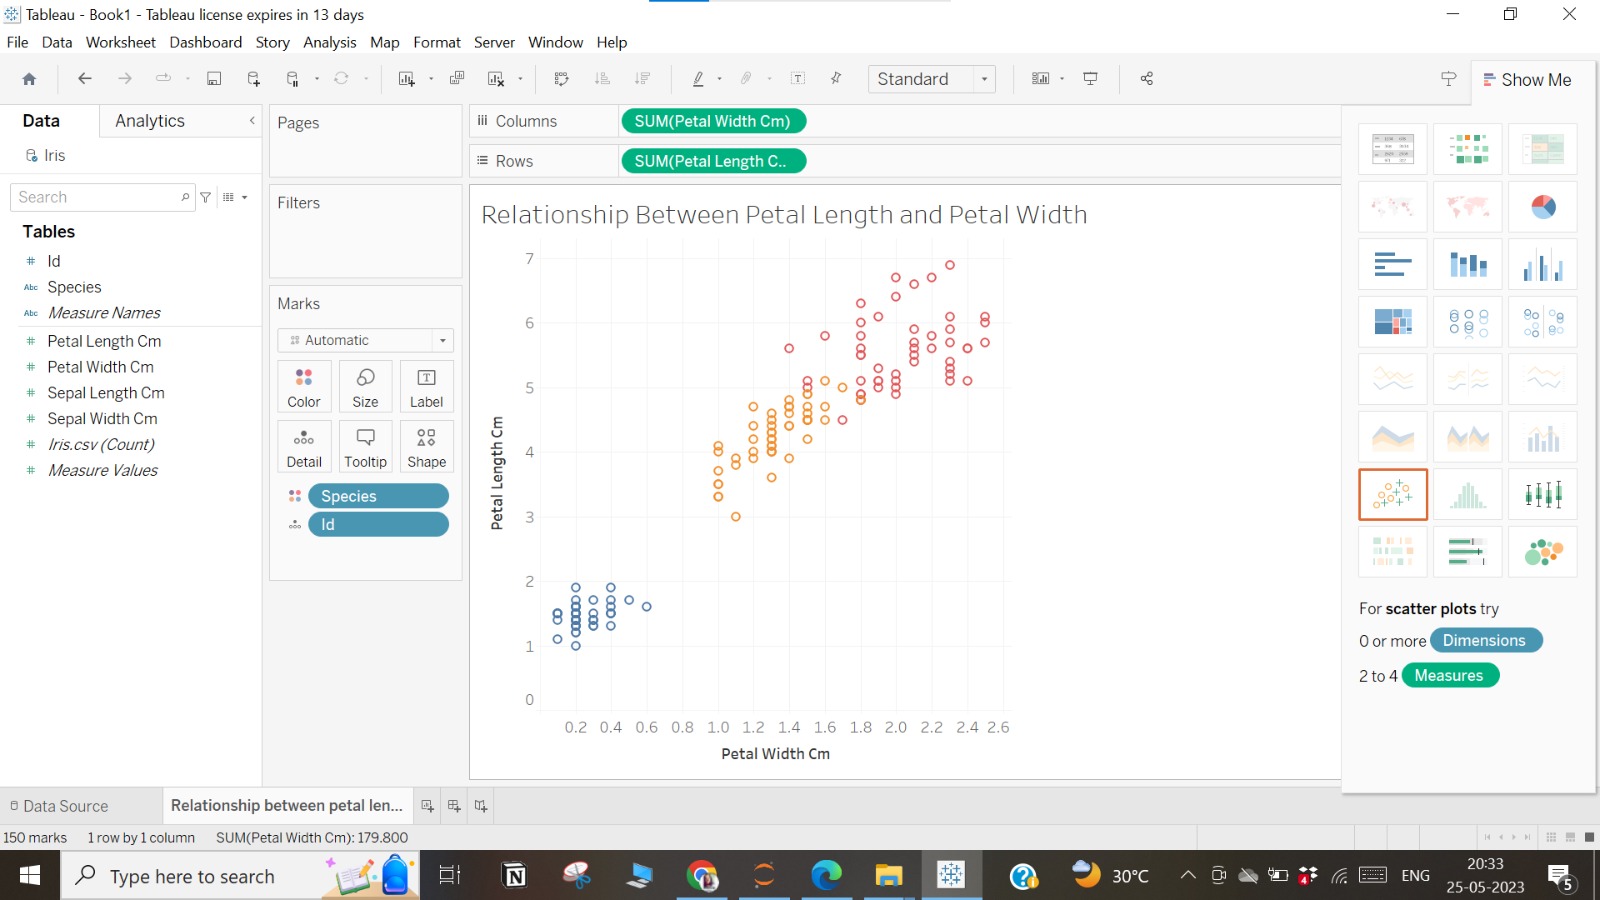 Tableau - Book1 - Tableau license expires in 13 days
File Data Worksheet Dashboard Story Analysis Map Format Server Window Help
Standard
Show Me
Data Analytics
Iris
Search
Tables
Id
Abc Species
Abc Measure Names
Petal Length Cm
Petal Width Cm
Sepal Length Cm
Sepal Width Cm
Iris.csv (Count)
Measure Values
Pages
Filters
Marks
Automatic
Color Size Label
Detail Tooltip Shape
Species
Id
Columns SUM(Petal Width Cm)
Rows SUM(Petal Length C..
Relationship Between Petal Length and Petal Width
7
6
5
4
3
2
1
0
Petal Length Cm
0.2 0.4 0.6 0.8 1.0 1.2 1.4 1.6 1.8 2.0 2.2 2.4 2.6
Petal Width Cm
For scatter plots try
0 or more Dimensions
2 to 4 Measures
Data Source Relationship between petal len...
150 marks 1 row by 1 column SUM(Petal Width Cm): 179.800
Type here to search
30°C
4
ENG
20:33
25-05-2023
5